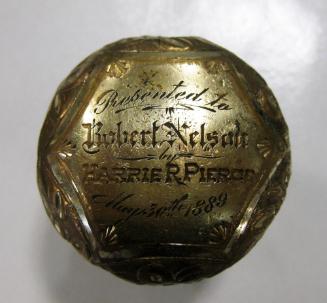 Presented to
Robert Nelson
by
HARRIE R. PIERCE
May 30th 1889